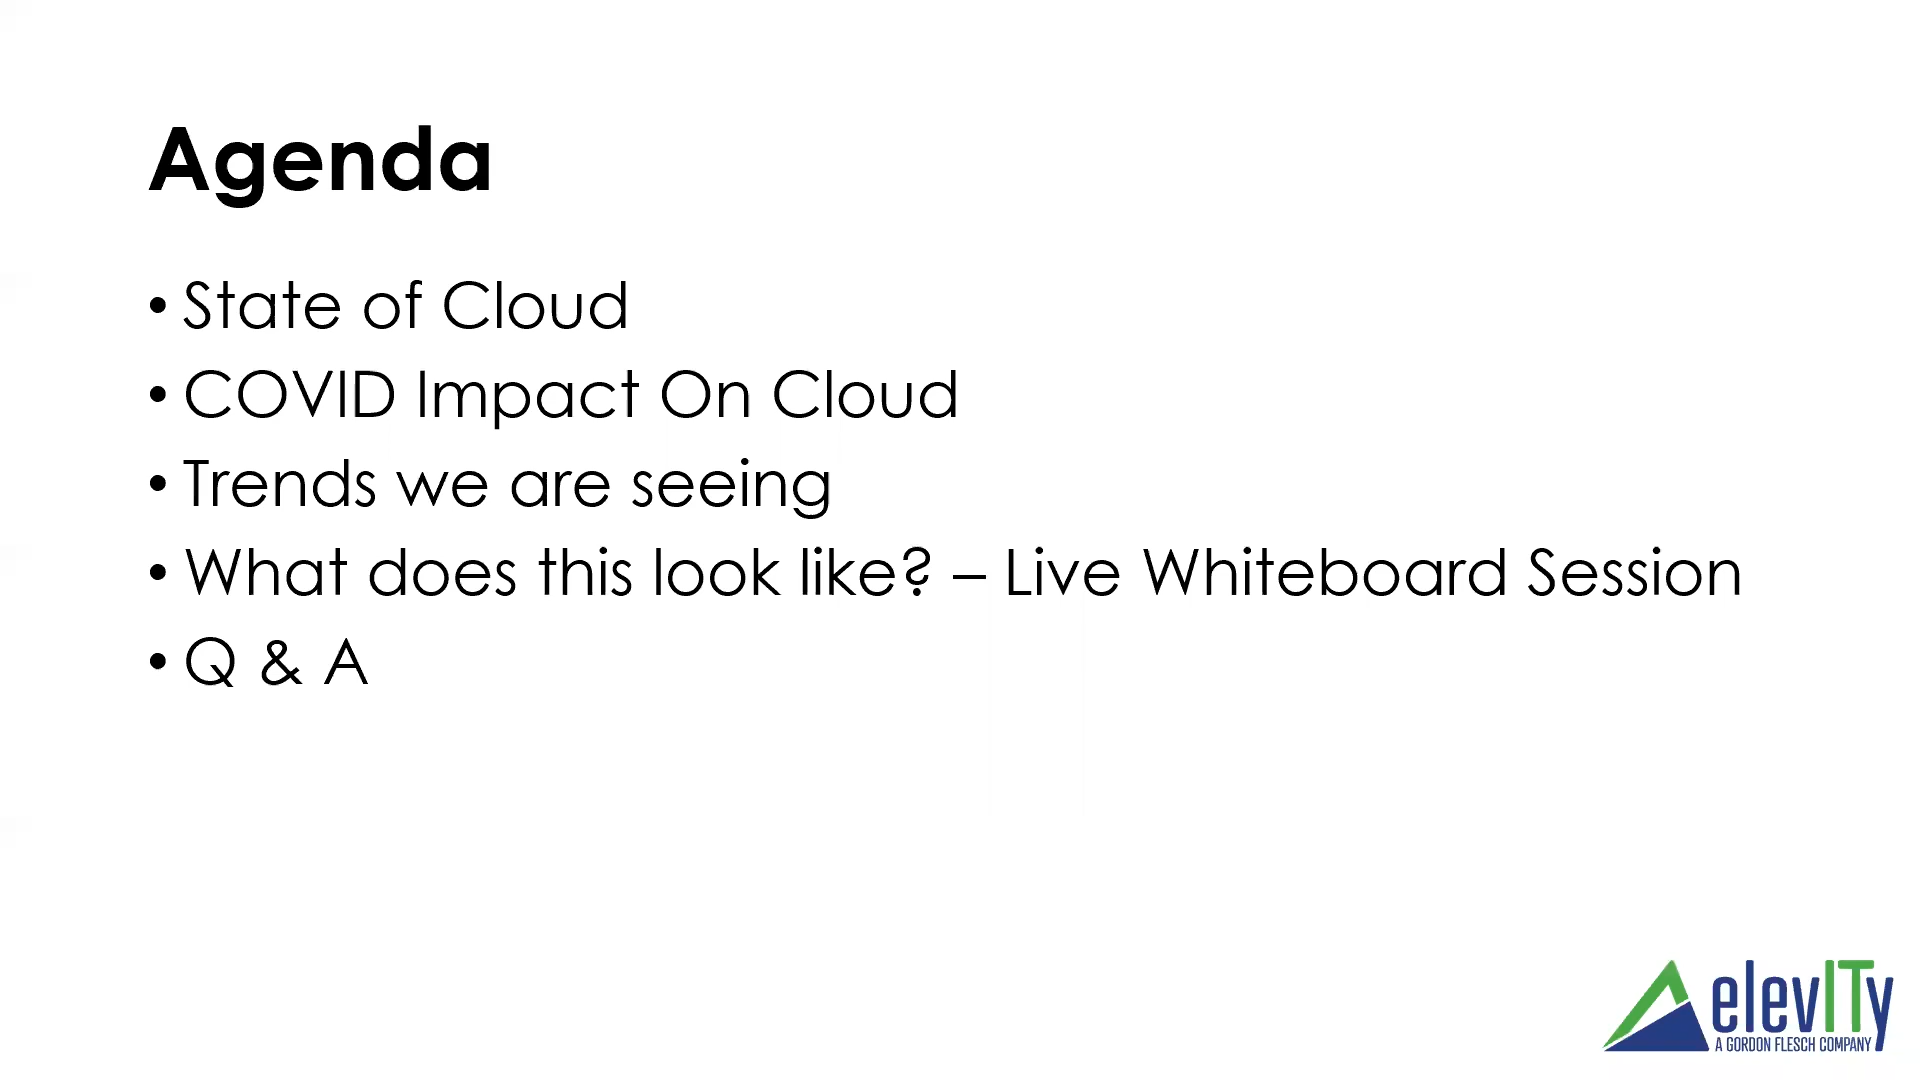 Agenda
• State of Cloud
• COVID Impact On Cloud
• Trends we are seeing
• What does this look like? – Live Whiteboard Session
• Q & A
elevITy
A GORDON FLESCH COMPANY